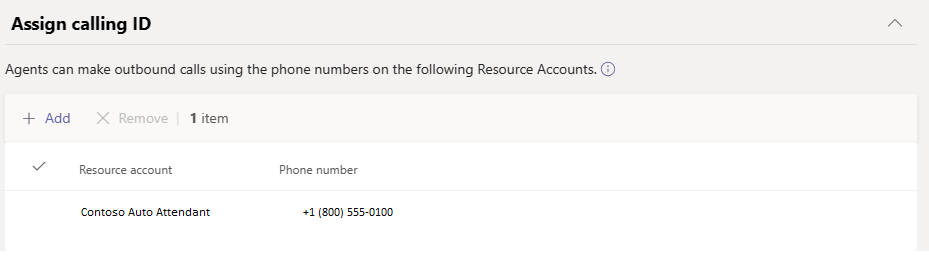 Assign calling ID
Agents can make outbound calls using the phone numbers on the following Resource Accounts.
+ Add Remove | 1 item
Resource account Phone number
Contoso Auto Attendant +1 (800) 555-0100